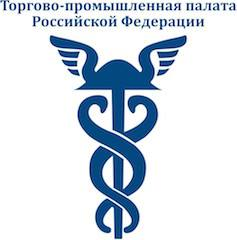 Торгово-промышленная палата
Российской Федерации